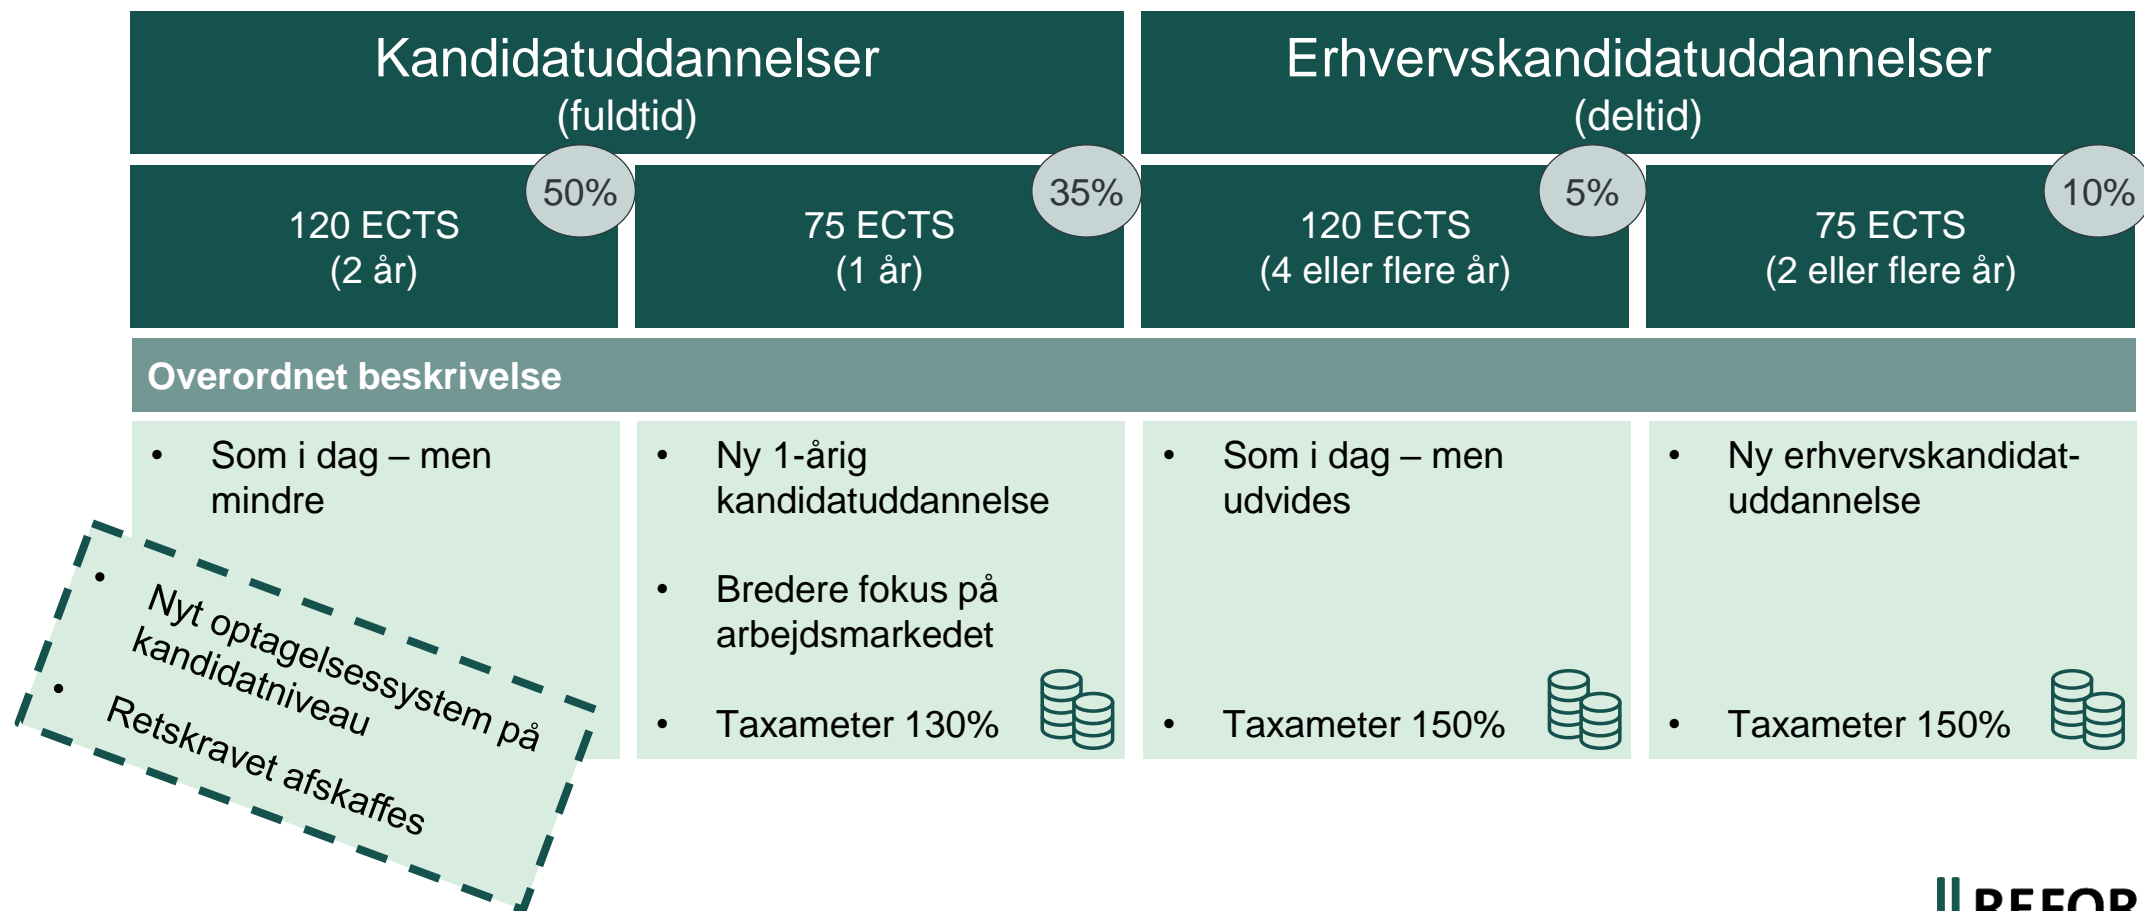 Kandidatuddannelser
(fuldtid)
Erhvervskandidatuddannelser
(deltid)
50%
120 ECTS
(2 år)
35%
75 ECTS
(1 år)
5%
120 ECTS
(4 eller flere år)
10%
75 ECTS
(2 eller flere år)
Overordnet beskrivelse
• Som i dag – men
mindre
• Nyt optagelsessystem på
kandidatniveau
• Retskravet afskaffes
• Ny 1-årig
kandidatuddannelse
• Bredere fokus på
arbejdsmarkedet
• Taxameter 130%
• Som i dag – men
udvides
• Taxameter 150%
• Ny erhvervskandidat-
uddannelse
• Taxameter 150%